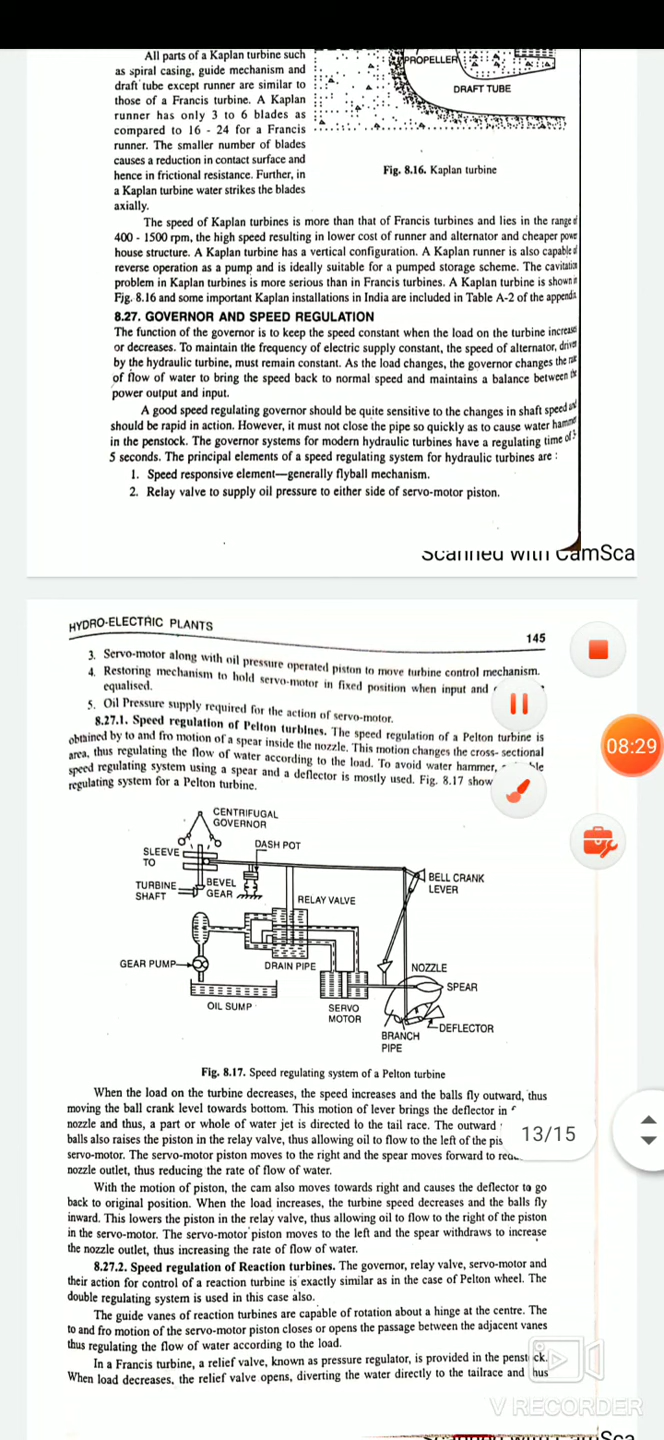 All parts of a Kaplan turbine such
as spiral casing, guide mechanism and
draft tube except runner are similar to
those of a Francis turbine. A Kaplan
runner has only 3 to 6 blades as
compared to 16 - 24 for a Francis
runner. The smaller number of blades
causes a reduction in contact surface and
hence in frictional resistance. Further, in
a Kaplan turbine water strikes the blades
axially.
PROPELLER
DRAFT TUBE
Fig. 8.16. Kaplan turbine
The speed of Kaplan turbines is more than that of Francis turbines and lies in the range of
400 - 1500 rpm, the high speed resulting in lower cost of runner and alternator and cheaper power
house structure. A Kaplan turbine has a vertical configuration. A Kaplan runner is also capable of
reverse operation as a pump and is ideally suitable for a pumped storage scheme. The cavitation
problem in Kaplan turbines is more serious than in Francis turbines. A Kaplan turbine is shown in
Fig. 8.16 and some important Kaplan installations in India are included in Table A-2 of the appendix
8.27. GOVERNOR AND SPEED REGULATION
The function of the governor is to keep the speed constant when the load on the turbine increases
or decreases. To maintain the frequency of electric supply constant, the speed of alternator, driven
by the hydraulic turbine, must remain constant. As the load changes, the governor changes the rate
of flow of water to bring the speed back to normal speed and maintains a balance between the
power output and input.
A good speed regulating governor should be quite sensitive to the changes in shaft speed and
should be rapid in action. However, it must not close the pipe so quickly as to cause water hammer
in the penstock. The governor systems for modern hydraulic turbines have a regulating time of 3
5 seconds. The principal elements of a speed regulating system for hydraulic turbines are :
1. Speed responsive element—generally flyball mechanism.
2. Relay valve to supply oil pressure to either side of servo-motor piston.
Scanned with CamSca
HYDRO-ELECTRIC PLANTS
145
3. Servo-motor along with oil pressure operated piston to move turbine control mechanism.
4. Restoring mechanism to hold servo-motor in fixed position when input and
equalised.
5. Oil Pressure supply required for the action of servo-motor.
8.27.1. Speed regulation of Pelton turbines. The speed regulation of a Pelton turbine is
obtained by to and fro motion of a spear inside the nozzle. This motion changes the cross- sectional
area, thus regulating the flow of water according to the load. To avoid water hammer,
speed regulating system using a spear and a deflector is mostly used. Fig. 8.17 show
regulating system for a Pelton turbine.
08:29
CENTRIFUGAL
GOVERNOR
SLEEVE
TO
DASH POT
TURBINE
SHAFT
BEVEL
GEAR
BELL CRANK
LEVER
RELAY VALVE
GEAR PUMP
DRAIN PIPE
NOZZLE
SPEAR
OIL SUMP
SERVO
MOTOR
DEFLECTOR
BRANCH
PIPE
Fig. 8.17. Speed regulating system of a Pelton turbine
When the load on the turbine decreases, the speed increases and the balls fly outward, thus
moving the ball crank level towards bottom. This motion of lever brings the deflector in
nozzle and thus, a part or whole of water jet is directed lo the tail race. The outward
balls also raises the piston in the relay valve, thus allowing oil to flow to the left of the pis
13/15
servo-motor. The servo-motor piston moves to the right and the spear moves forward to
nozzle outlet, thus reducing the rate of flow of water.
With the motion of piston, the cam also moves towards right and causes the deflector to go
back to original position. When the load increases, the turbine speed decreases and the balls fly
inward. This lowers the piston in the relay valve, thus allowing oil to flow to the right of the piston
in the servo-motor. The servo-motor piston moves to the left and the spear withdraws to increase
the nozzle outlet, thus increasing the rate of flow of water.
8.27.2. Speed regulation of Reaction turbines. The governor, relay valve, servo-motor and
their action for control of a reaction turbine is exactly similar as in the case of Pelton wheel. The
double regulating system is used in this case also.
The guide vanes of reaction turbines are capable of rotation about a hinge at the centre. The
to and fro motion of the servo-motor piston closes or opens the passage between the adjacent vanes
thus regulating the flow of water according to the load.
In a Francis turbine, a relief valve, known as pressure regulator, is provided in the penstock.
When load decreases, the relief valve opens, diverting the water directly to the tailrace and thus
V RECORDER